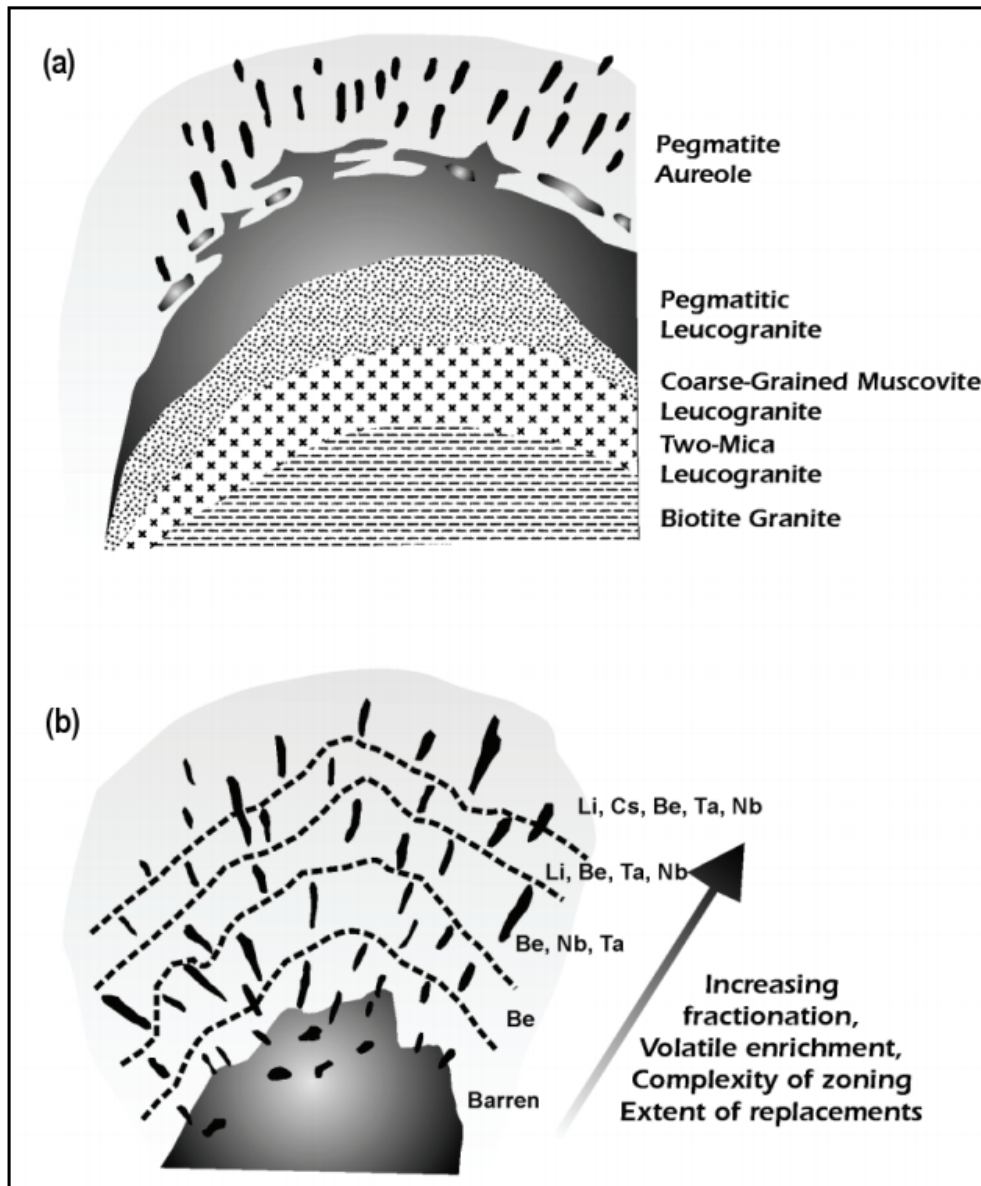 (a)
Pegmatite
Aureole
Pegmatitic
Leucogranite
Coarse-Grained Muscovite
Leucogranite
Two-Mica
Leucogranite
Biotite Granite
(b)
Li, Cs, Be, Ta, Nb
Li, Be, Ta, Nb
Be, Nb, Ta
Be
Barren
Increasing
fractionation,
Volatile enrichment,
Complexity of zoning
Extent of replacements